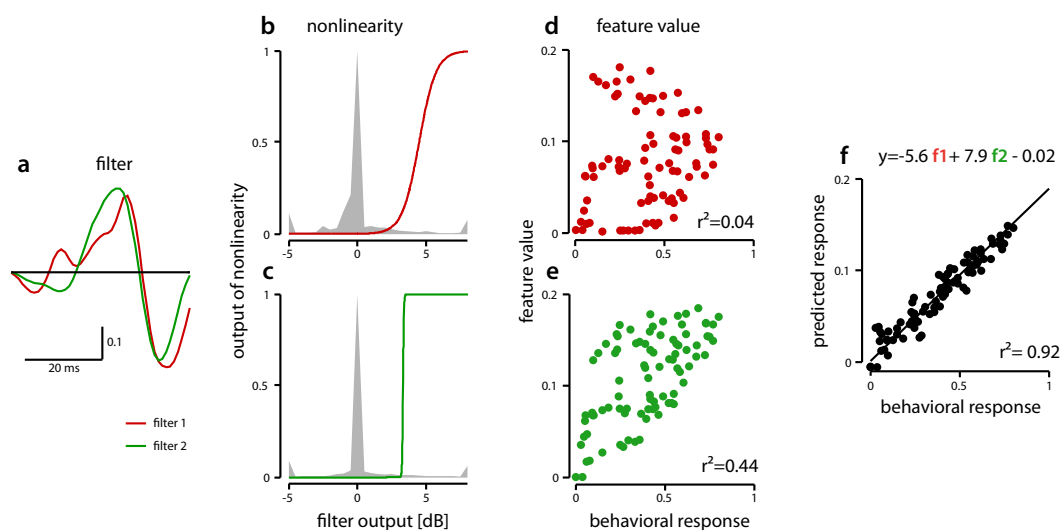 a
filter
0.1
20 ms
filter 1
filter 2
b
nonlinearity
1
0.5
0
-5
0
5
output of nonlinearity
c
1
0.5
0
-5
0
5
filter output [dB]
d
feature value
0.2
0.1
0
0
0.5
1
r²=0.04
feature value
e
0.2
0.1
0
0
0.5
1
r²=0.44
behavioral response
f
y=-5.6 f1+ 7.9 f2 - 0.02
0.2
0.1
0
predicted response
0
0.5
1
r²= 0.92
behavioral response